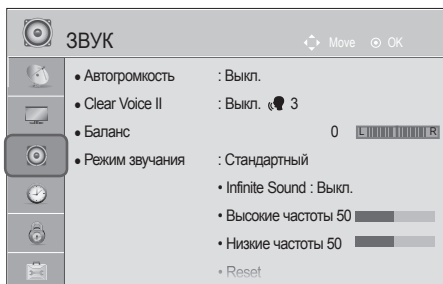 ЗВУК Move OK
• Автогромкость : Выкл.
• Clear Voice II : Выкл. 3
• Баланс 0 L R
• Режим звучания : Стандартный
• Infinite Sound : Выкл.
• Высокие частоты 50
• Низкие частоты 50
• Reset